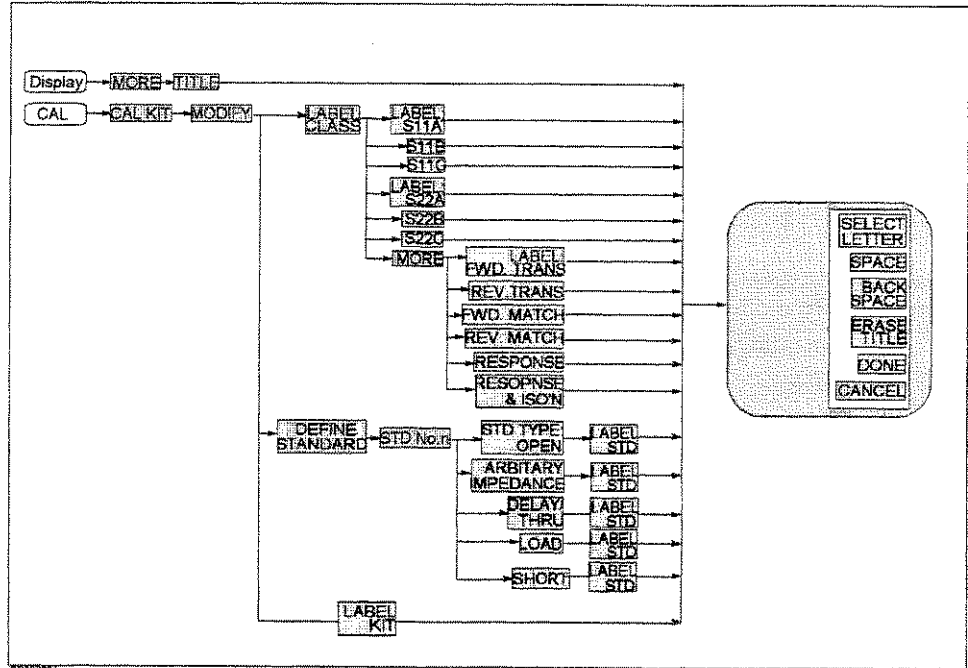 Display
MORE
TITLE
CAL
CAL KIT
MODIFY
LABEL
CLASS
LABEL:
S11A
S11B
S11C
LABEL:
S22A
S22B
S22C
MORE
LABEL:
FWD. TRANS
REV.TRANS
FWD. MATCH
REV. MATCH
RESPONSE
RESOPNSE
& ISO'N
DEFINE
STANDARD
STD No.n
STD TYPE
OPEN
LABEL
STD
ARBITARY
IMPEDANCE
LABEL
STD
DELAY/
THRU
LABEL
STD
LOAD
LABEL
STD
SHORT
LABEL
STD
LABEL
KIT
SELECT
LETTER
SPACE
BACK
SPACE
ERASE
TITLE
DONE
CANCEL